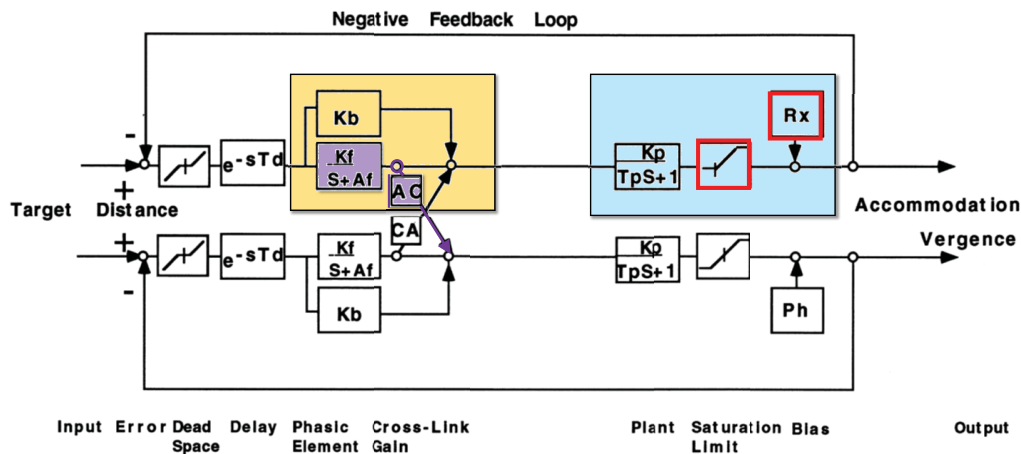 Negative Feedback Loop
Kb
Rx
-
e-sTd
Kf
S+Af
Kp
TpS+1
+
AC
Target Distance
Accommodation
CA
+
Vergence
e-sTd
Kf
S+Af
Kp
TpS+1
-
Kb
Ph
Input Error Dead Space Delay Phasic Element Cross-Link Gain Plant Saturation Limit Bias Output